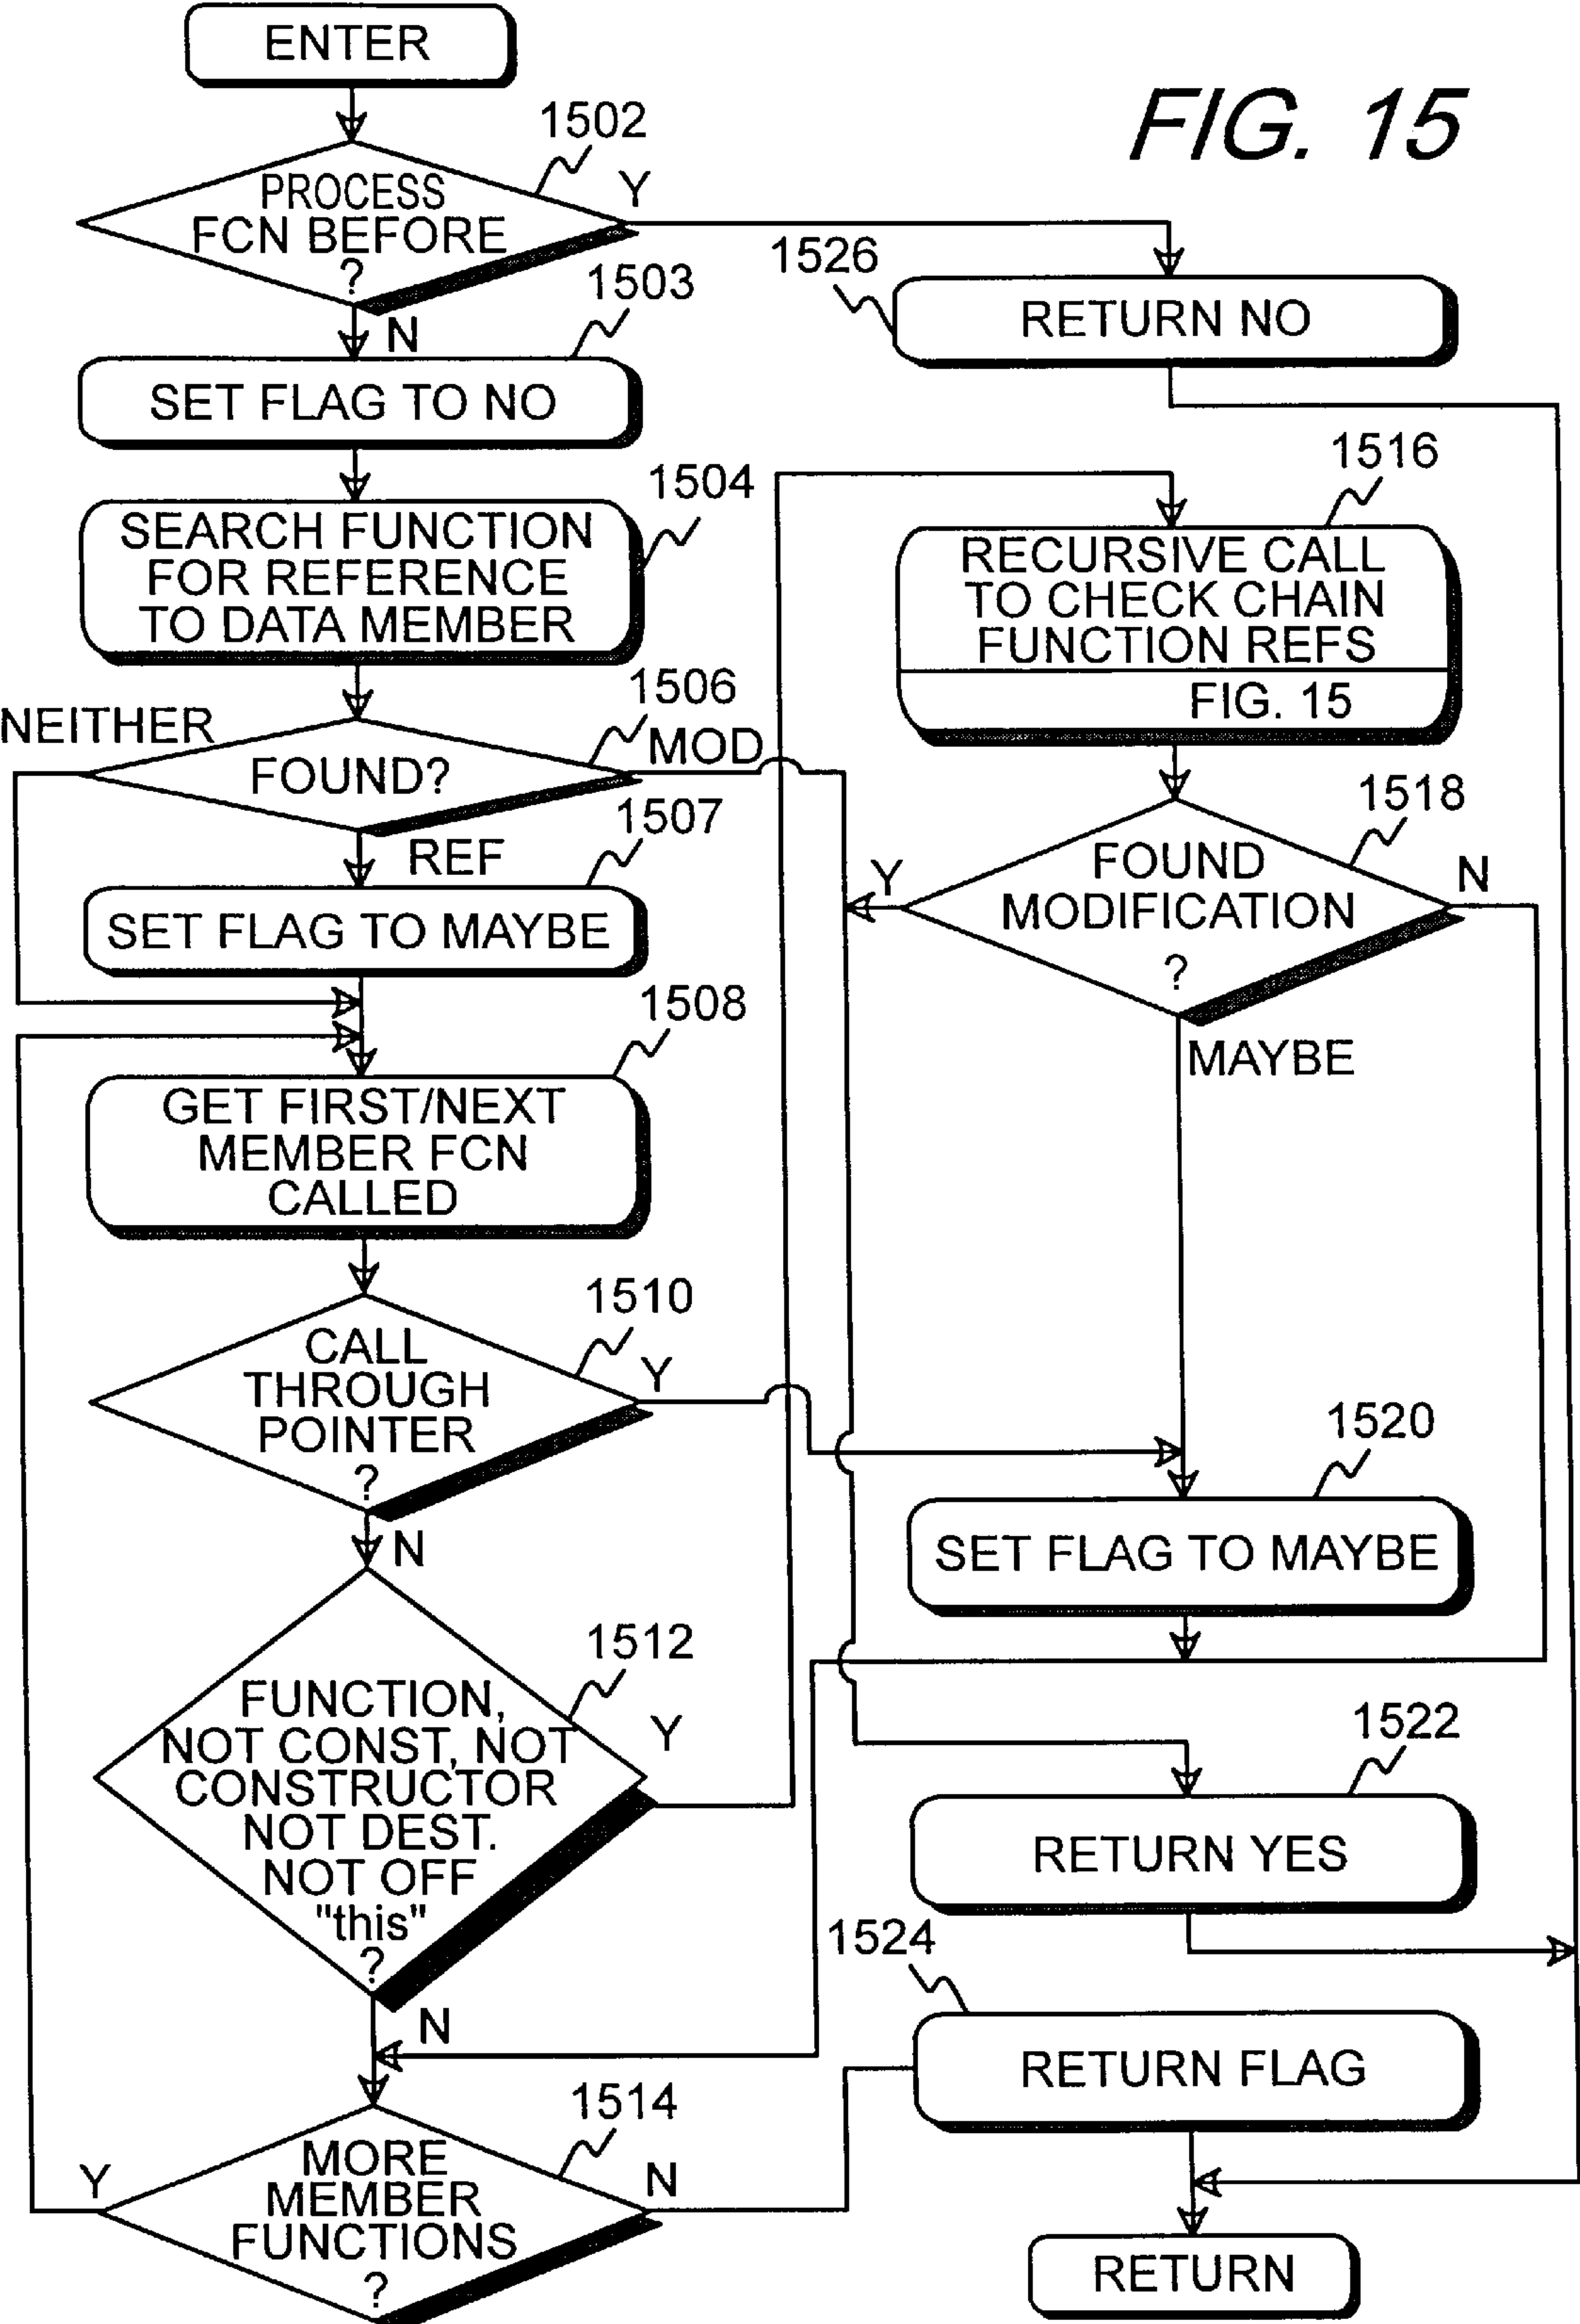 FIG. 15
ENTER
1502
PROCESS
FCN BEFORE
?
Y
N
1526
RETURN NO
1503
SET FLAG TO NO
1504
SEARCH FUNCTION
FOR REFERENCE
TO DATA MEMBER
1506
NEITHER
FOUND?
MOD
REF
1507
SET FLAG TO MAYBE
1508
GET FIRST/NEXT
MEMBER FCN
CALLED
1510
CALL
THROUGH
POINTER
?
Y
N
1512
FUNCTION,
NOT CONST, NOT
CONSTRUCTOR
NOT DEST.
NOT OFF
"this"
?
Y
N
1514
MORE
MEMBER
FUNCTIONS
?
Y
N
1516
RECURSIVE CALL
TO CHECK CHAIN
FUNCTION REFS
FIG. 15
1518
FOUND
MODIFICATION
?
Y
N
MAYBE
1520
SET FLAG TO MAYBE
1522
RETURN YES
1524
RETURN FLAG
RETURN